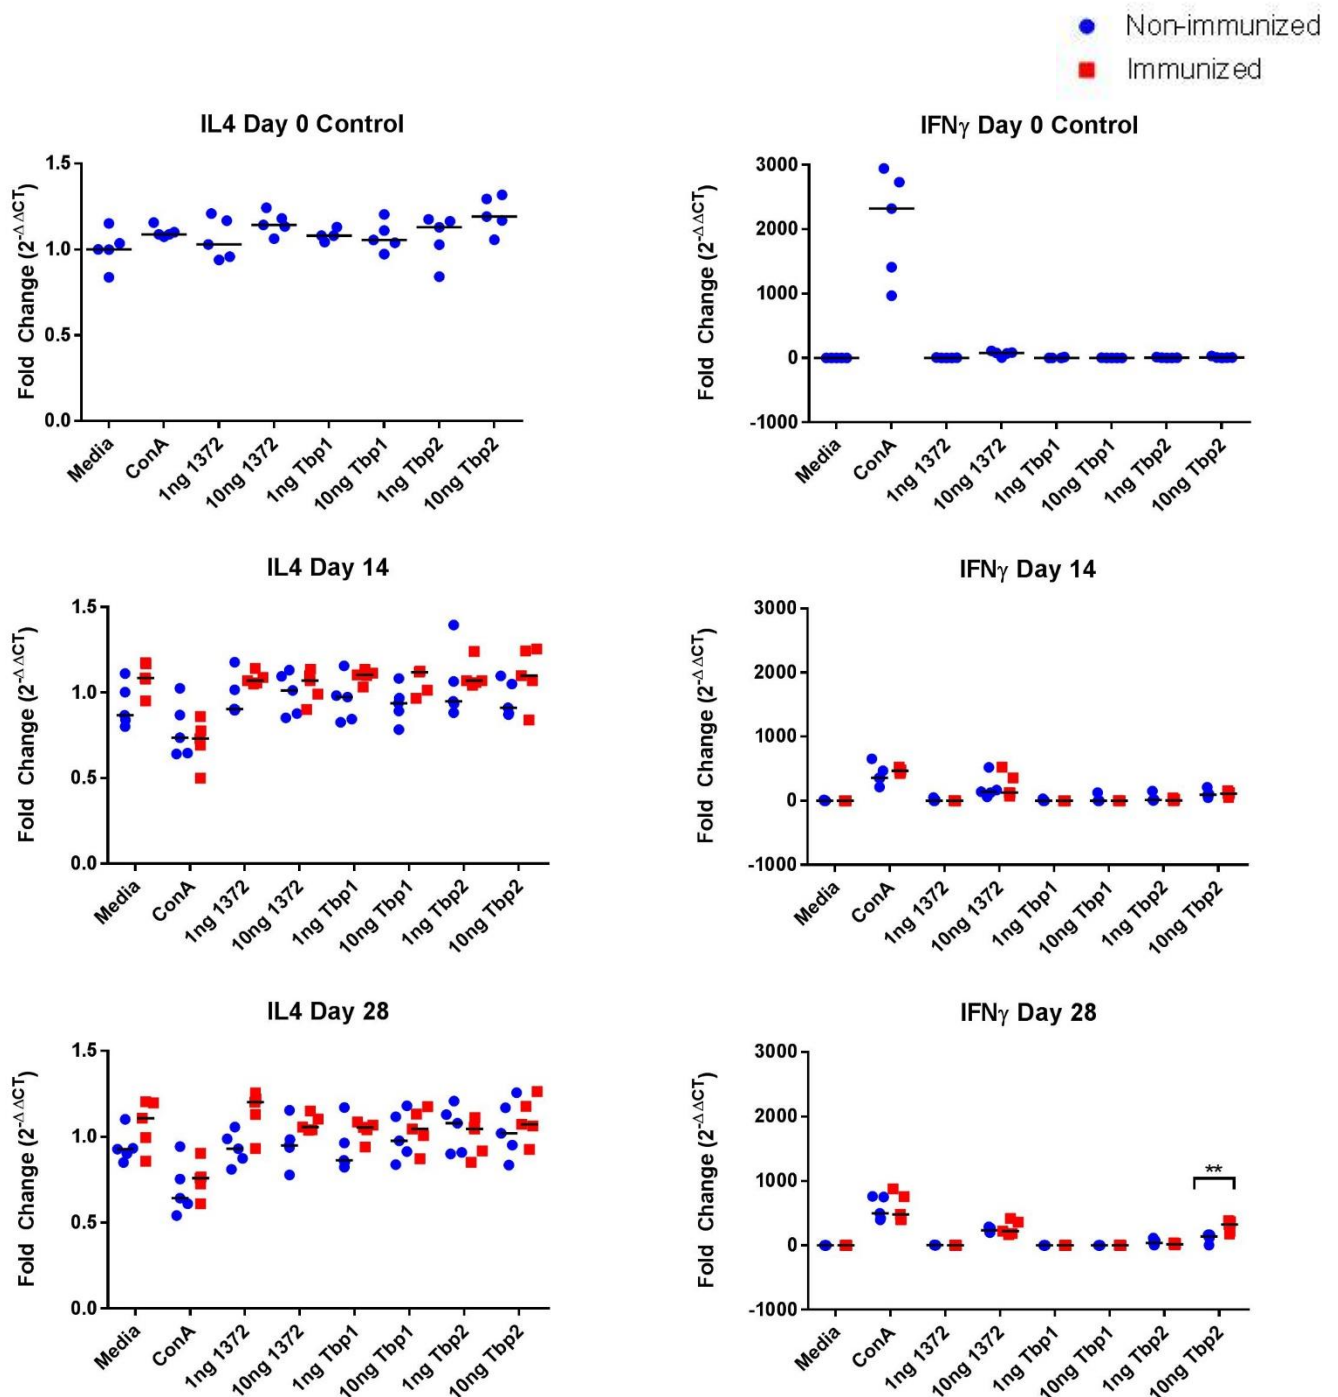 Non-immunized
Immunized
IL4 Day 0 Control
Fold Change (2-ΔΔCT)
1.5
1.0
0.5
0.0
Media
ConA
1ng 1372
10ng 1372
1ng Tbp1
10ng Tbp1
1ng Tbp2
10ng Tbp2
IFNγ Day 0 Control
Fold Change (2-ΔΔCT)
3000
2000
1000
0
-1000
Media
ConA
1ng 1372
10ng 1372
1ng Tbp1
10ng Tbp1
1ng Tbp2
10ng Tbp2
IL4 Day 14
Fold Change (2-ΔΔCT)
1.5
1.0
0.5
0.0
Media
ConA
1ng 1372
10ng 1372
1ng Tbp1
10ng Tbp1
1ng Tbp2
10ng Tbp2
IFNγ Day 14
Fold Change (2-ΔΔCT)
3000
2000
1000
0
-1000
Media
ConA
1ng 1372
10ng 1372
1ng Tbp1
10ng Tbp1
1ng Tbp2
10ng Tbp2
IL4 Day 28
Fold Change (2-ΔΔCT)
1.5
1.0
0.5
0.0
Media
ConA
1ng 1372
10ng 1372
1ng Tbp1
10ng Tbp1
1ng Tbp2
10ng Tbp2
IFNγ Day 28
Fold Change (2-ΔΔCT)
3000
2000
1000
0
-1000
**
Media
ConA
1ng 1372
10ng 1372
1ng Tbp1
10ng Tbp1
1ng Tbp2
10ng Tbp2